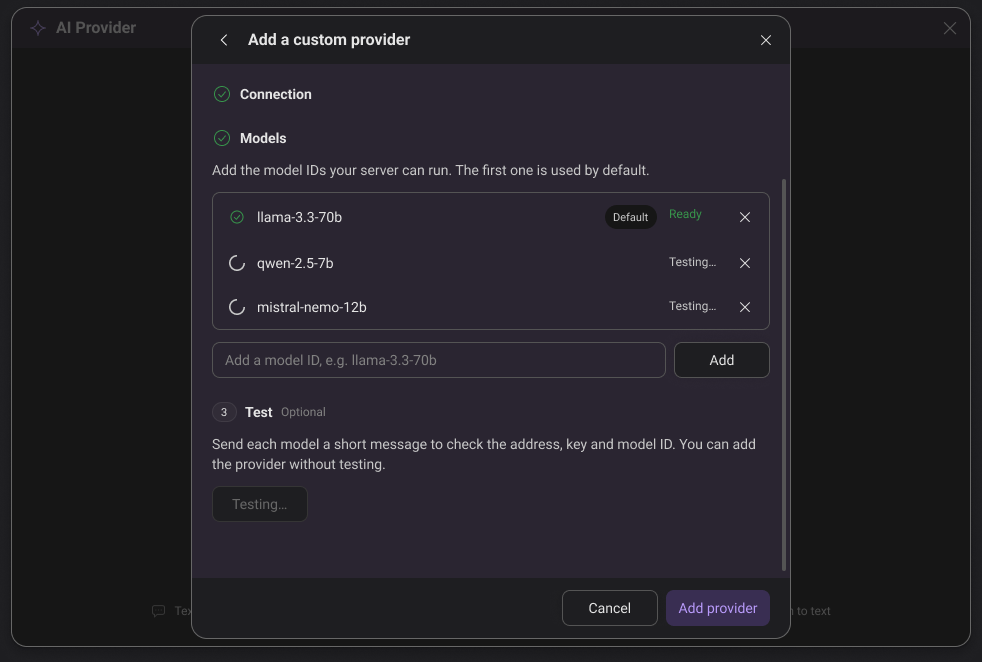 AI Provider
Add a custom provider
Connection
Models
Add the model IDs your server can run. The first one is used by default.
llama-3.3-70b Default Ready
qwen-2.5-7b Testing…
mistral-nemo-12b Testing…
Add a model ID, e.g. llama-3.3-70b Add
3 Test Optional
Send each model a short message to check the address, key and model ID. You can add
the provider without testing.
Testing…
to text
Cancel Add provider